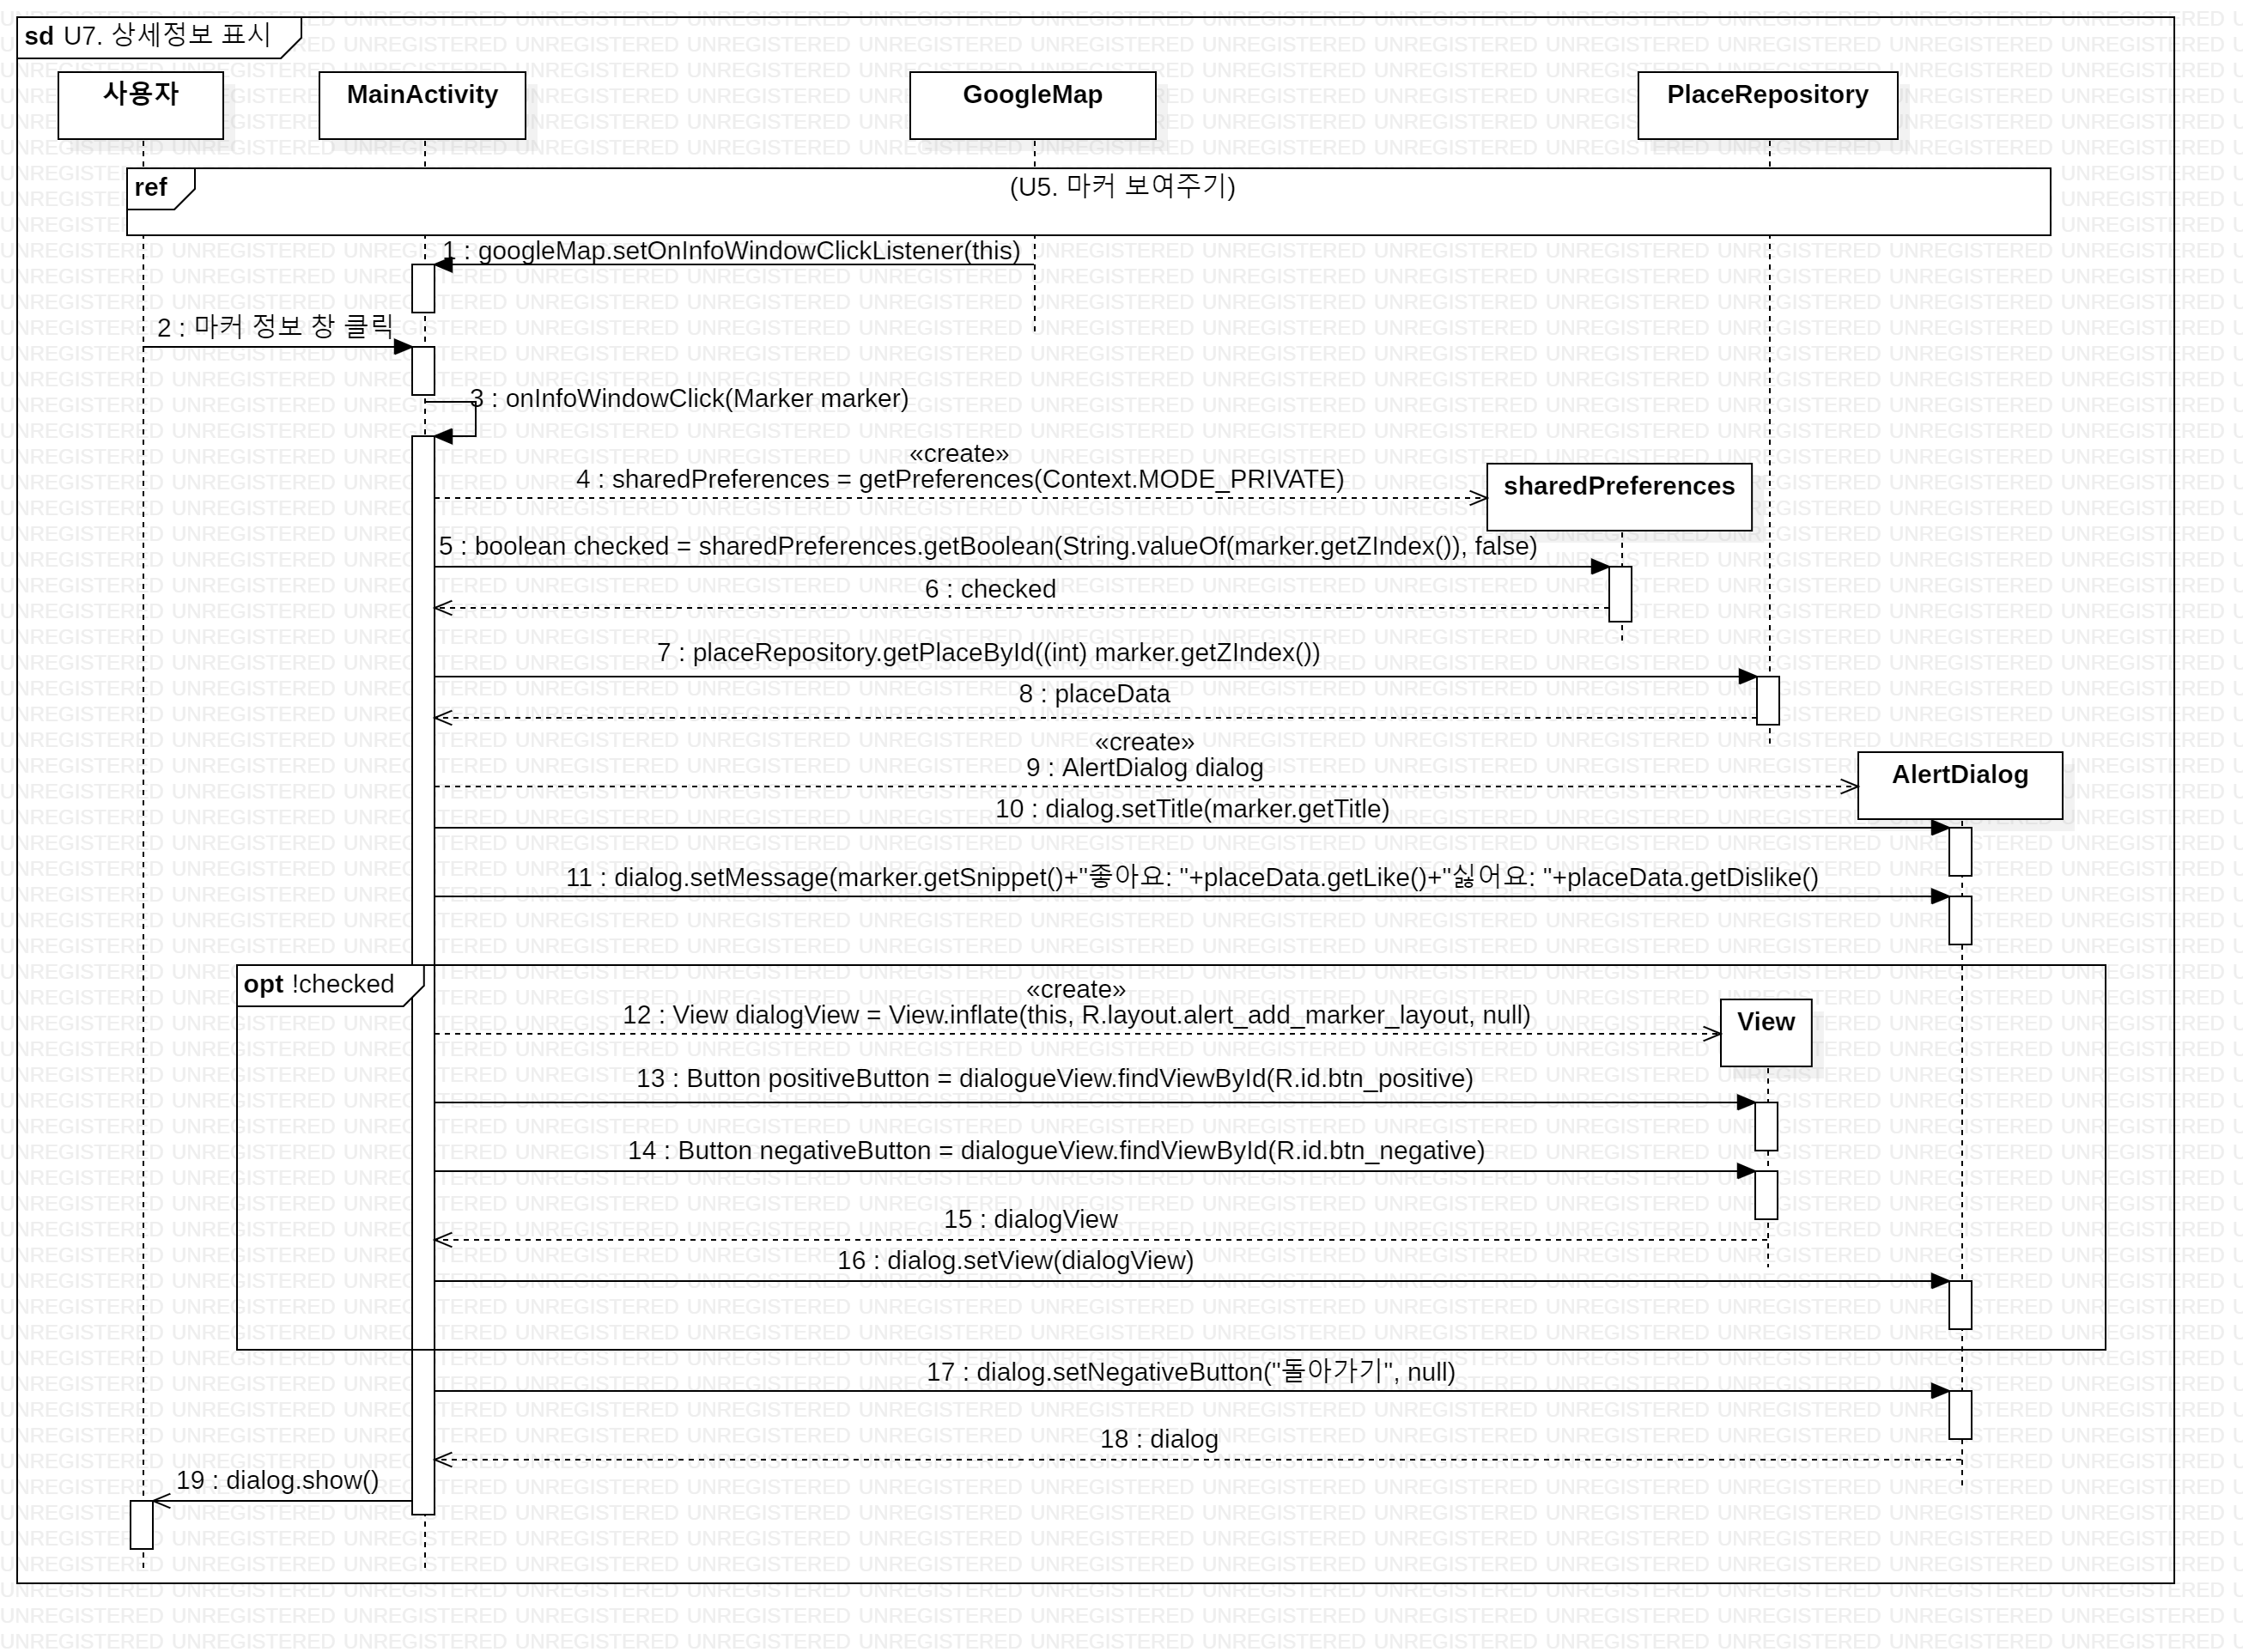 sd U7. 상세정보 표시
사용자
MainActivity
GoogleMap
PlaceRepository
ref
(U5. 마커 보여주기)
1 : googleMap.setOnInfoWindowClickListener(this)
2 : 마커 정보 창 클릭
3 : onInfoWindowClick(Marker marker)
«create»
4 : sharedPreferences = getPreferences(Context.MODE_PRIVATE)
sharedPreferences
5 : boolean checked = sharedPreferences.getBoolean(String.valueOf(marker.getZIndex()), false)
6 : checked
7 : placeRepository.getPlaceById((int) marker.getZIndex())
8 : placeData
«create»
9 : AlertDialog dialog
AlertDialog
10 : dialog.setTitle(marker.getTitle)
11 : dialog.setMessage(marker.getSnippet()+"좋아요: "+placeData.getLike()+"싫어요: "+placeData.getDislike()
opt !checked
«create»
12 : View dialogView = View.inflate(this, R.layout.alert_add_marker_layout, null)
View
13 : Button positiveButton = dialogueView.findViewById(R.id.btn_positive)
14 : Button negativeButton = dialogueView.findViewById(R.id.btn_negative)
15 : dialogView
16 : dialog.setView(dialogView)
17 : dialog.setNegativeButton("돌아가기", null)
18 : dialog
19 : dialog.show()
UNREGISTERED